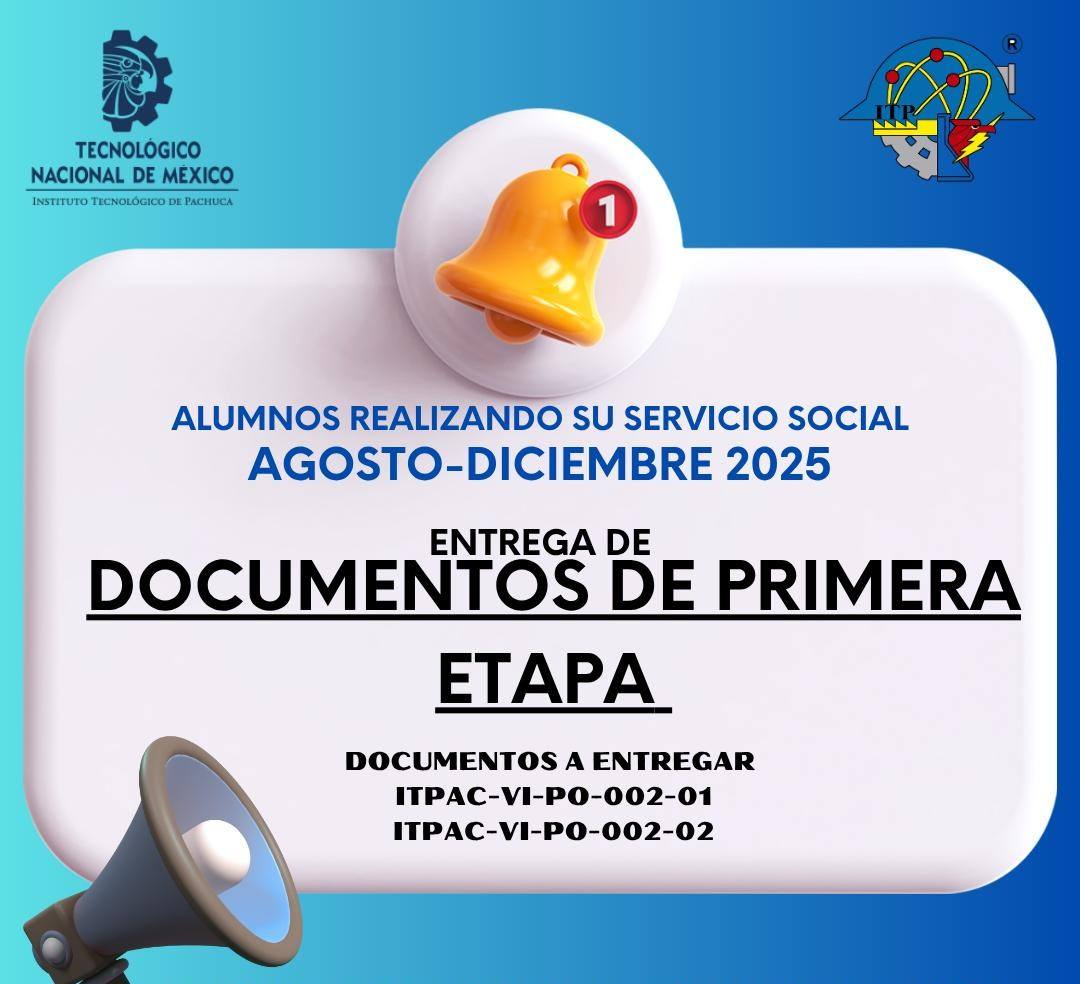 TECNOLÓGICO
NACIONAL DE MÉXICO
INSTITUTO TECNOLÓGICO DE PACHUCA
ITP
®
1
ALUMNOS REALIZANDO SU SERVICIO SOCIAL
AGOSTO-DICIEMBRE 2025
ENTREGA DE
DOCUMENTOS DE PRIMERA
ETAPA
DOCUMENTOS A ENTREGAR
ITPAC-VI-PO-002-01
ITPAC-VI-PO-002-02